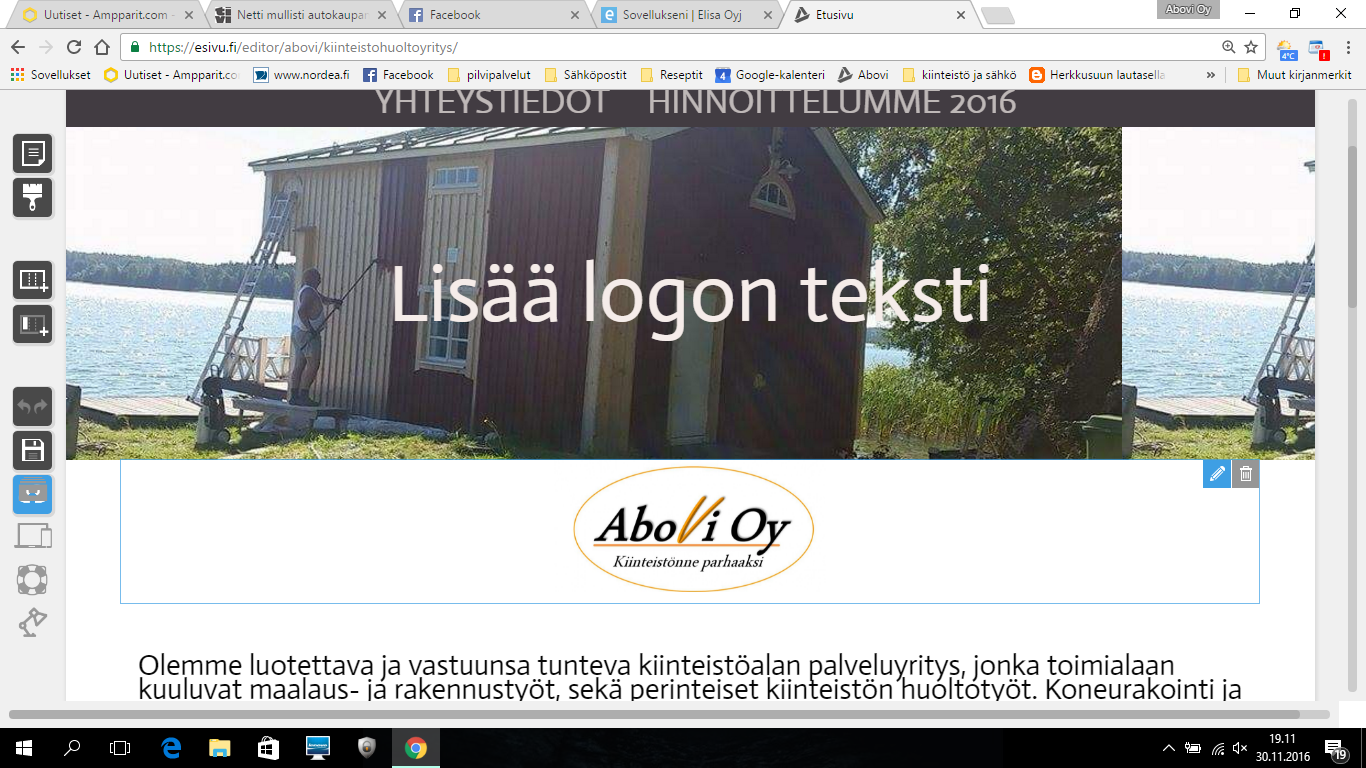 Uutiset - Ampparit.com -
Netti mullisti autokaupan
Facebook
Sovellukseni | Elisa Oyj
Etusivu
Abovi Oy
https://esivu.fi/editor/abovi/kiinteistohuoltoyritys/
4°C
Sovellukset
Uutiset - Ampparit.co
www.nordea.fi
Facebook
pilvipalvelut
Sähköpostit
Reseptit
4
Google-kalenteri
Abovi
kiinteistö ja sähkö
Herkkusuun lautasella
»
Muut kirjanmerkit
YHTEYSTIEDOT HINNOITTELUMME 2016
Lisää logon teksti
AboVi Oy
Kiinteistönne parhaaksi
Olemme luotettava ja vastuunsa tunteva kiinteistöalan palveluyritys, jonka toimialaan
kuuluvat maalaus- ja rakennustyöt, sekä perinteiset kiinteistön huoltotyöt. Koneurakointi ja
19.11
30.11.2016
19